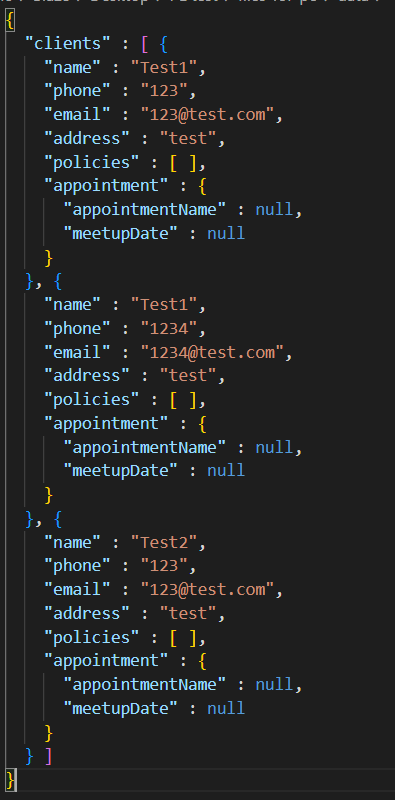 {
  "clients" : [ {
    "name" : "Test1",
    "phone" : "123",
    "email" : "123@test.com",
    "address" : "test",
    "policies" : [ ],
    "appointment" : {
      "appointmentName" : null,
      "meetupDate" : null
    }
  }, {
    "name" : "Test1",
    "phone" : "1234",
    "email" : "1234@test.com",
    "address" : "test",
    "policies" : [ ],
    "appointment" : {
      "appointmentName" : null,
      "meetupDate" : null
    }
  }, {
    "name" : "Test2",
    "phone" : "123",
    "email" : "123@test.com",
    "address" : "test",
    "policies" : [ ],
    "appointment" : {
      "appointmentName" : null,
      "meetupDate" : null
    }
  } ]
}